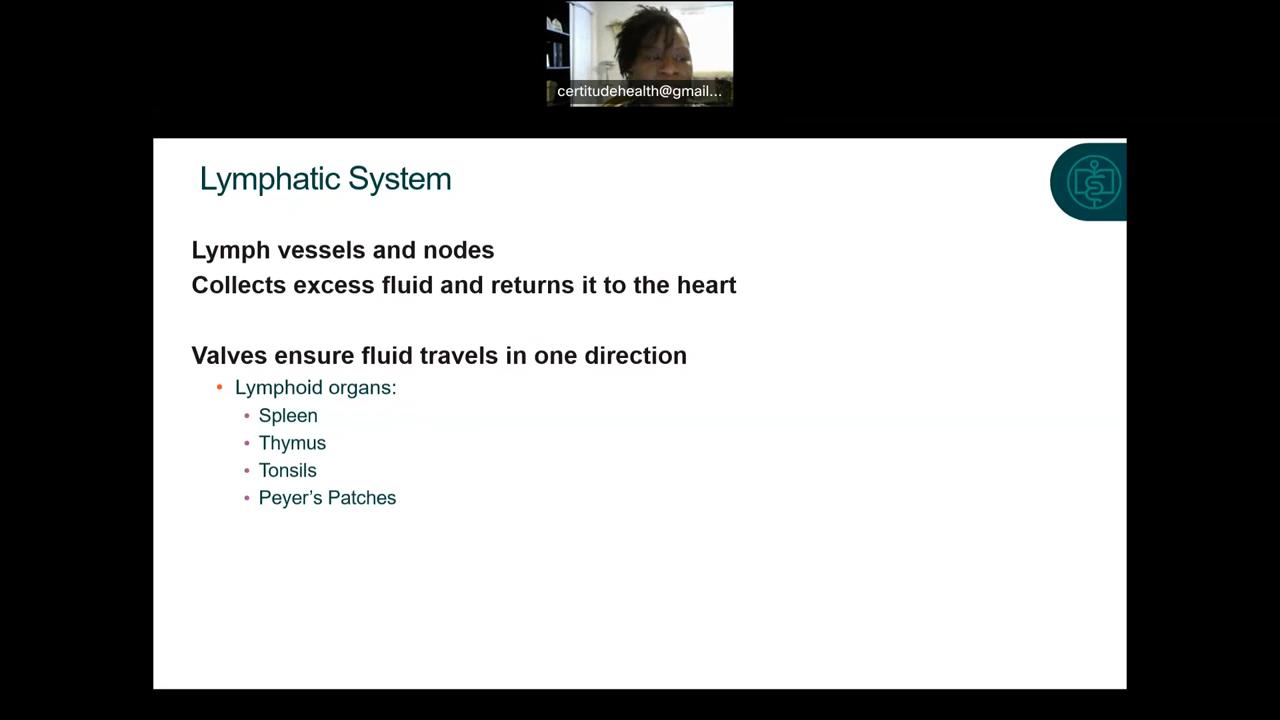 certitudehealth@gmail...
Lymphatic System
Lymph vessels and nodes
Collects excess fluid and returns it to the heart
Valves ensure fluid travels in one direction
• Lymphoid organs:
• Spleen
• Thymus
• Tonsils
• Peyer’s Patches